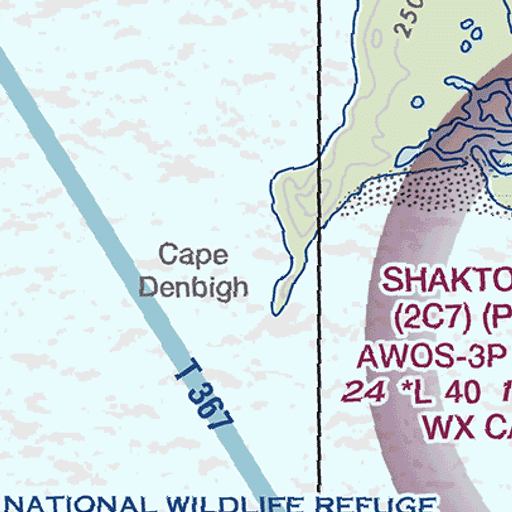 250
Cape
Denbigh
SHAKTO
(2C7) (P
AWOS-3P
24 *L 40
WX CA
T 367
NATIONAL WILDLIFE REFUGE